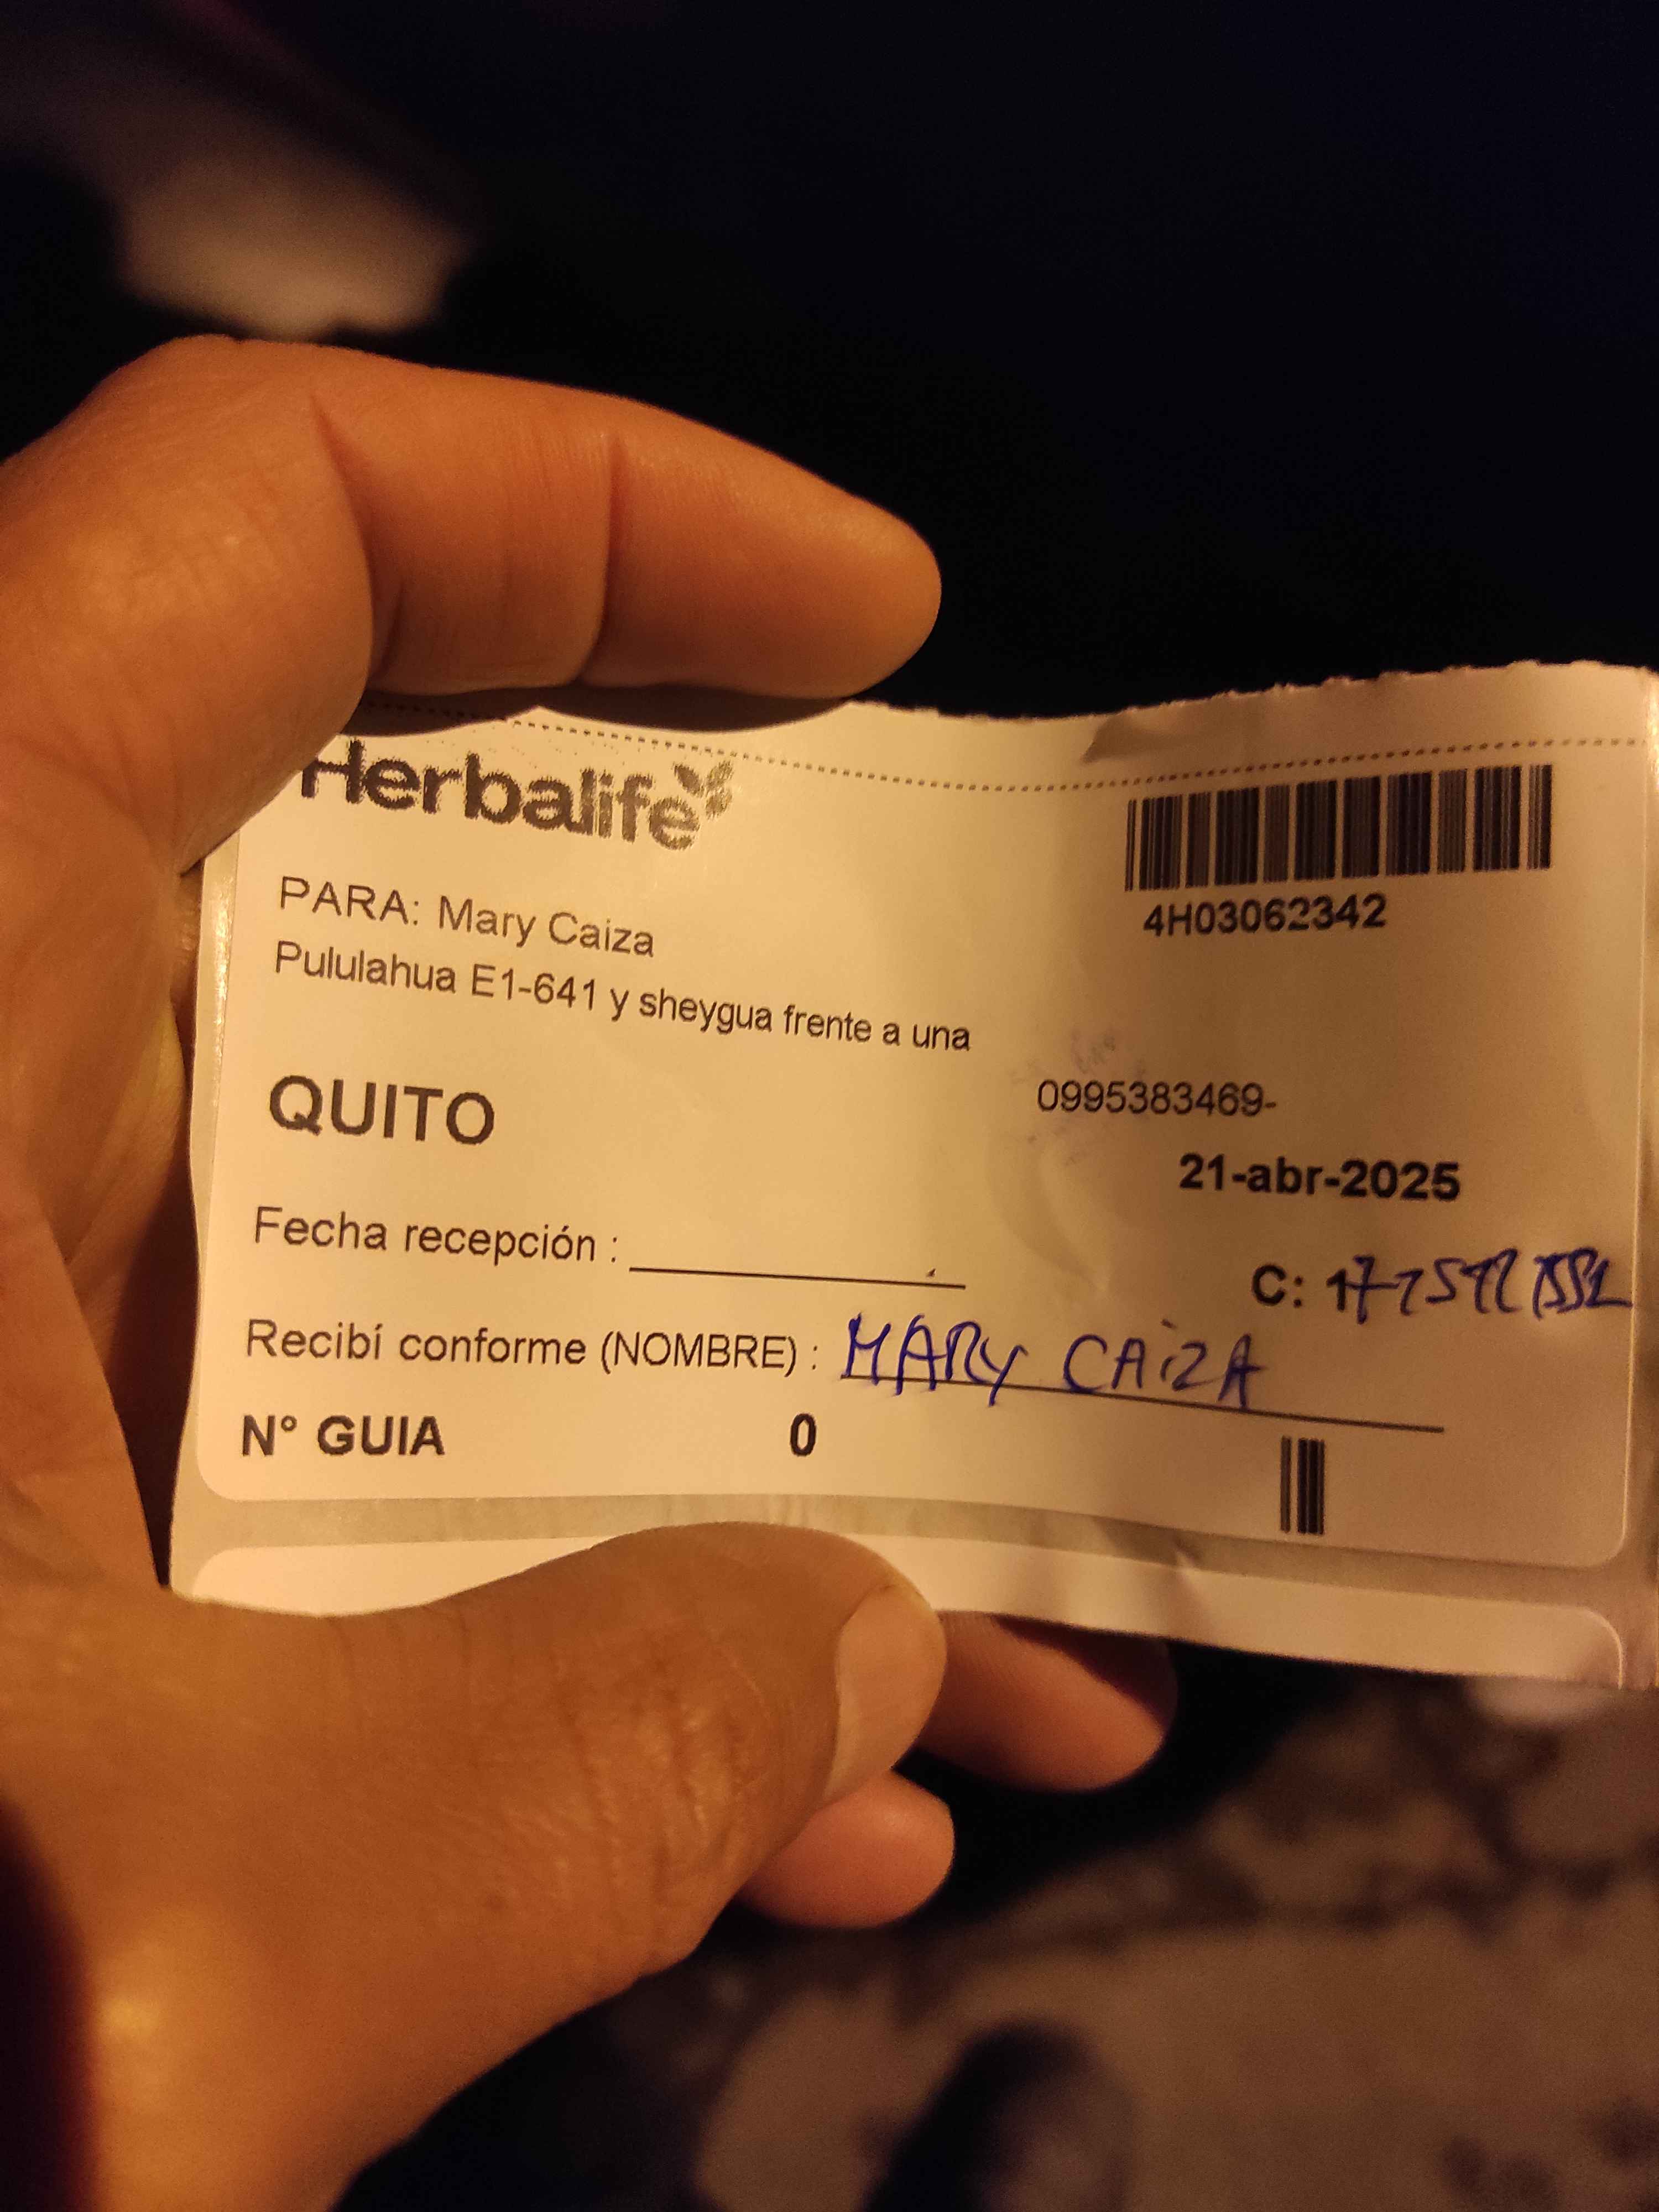 Herbalife
4H03062342
PARA: Mary Caiza
Pululahua E1-641 y sheygua frente a una
QUITO
0995383469-
21-abr-2025
Fecha recepción :
C:
Recibí conforme (NOMBRE) : MARY CAiZA
N° GUIA 0